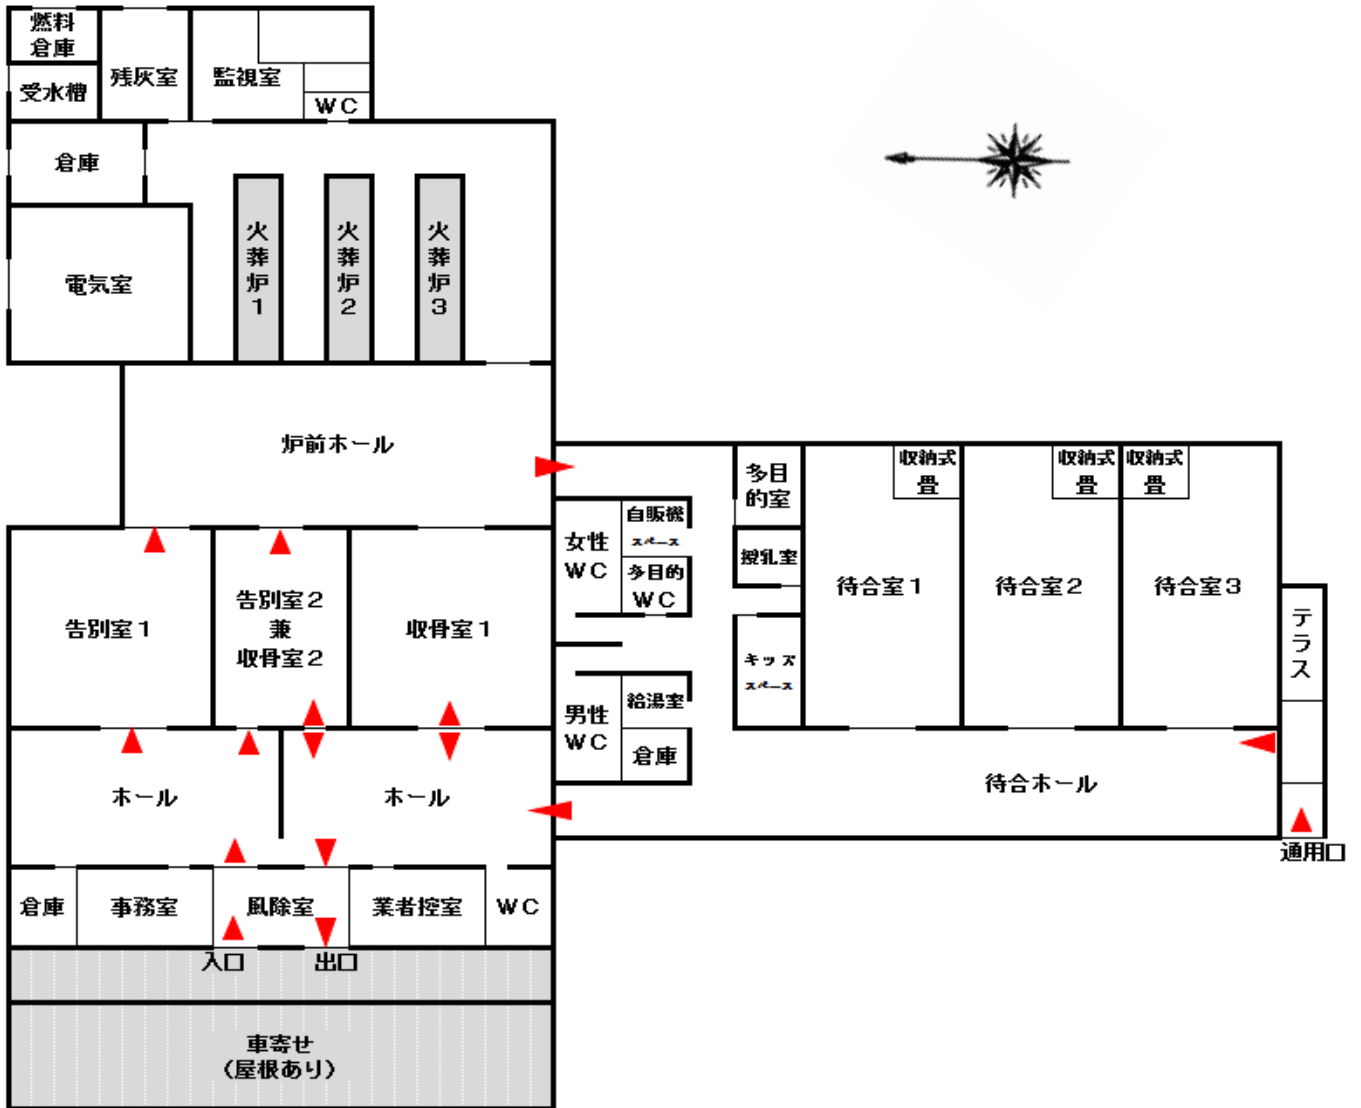 燃料
倉庫
受水槽
残灰室
監視室
ＷＣ
倉庫
電気室
火葬炉１
火葬炉２
火葬炉３
炉前ホール
告別室１
告別室２
兼
収骨室２
収骨室１
女性
ＷＣ
自販機
スペース
多目的
ＷＣ
多目
的室
授乳室
キッズ
スペース
収納式
畳
収納式
畳
収納式
畳
待合室１
待合室２
待合室３
テラス
男性
ＷＣ
給湯室
倉庫
ホール
ホール
待合ホール
通用口
倉庫
事務室
風除室
業者控室
ＷＣ
入口
出口
車寄せ
（屋根あり）